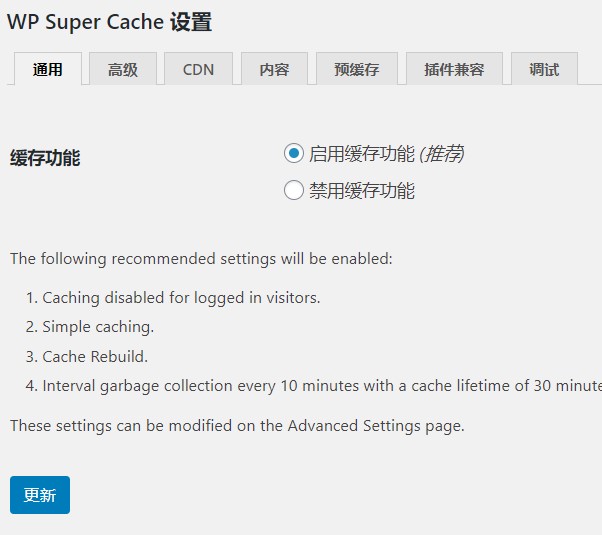 WP Super Cache 设置
通用 高级 CDN 内容 预缓存 插件兼容 调试
缓存功能
启用缓存功能 (推荐)
禁用缓存功能
The following recommended settings will be enabled:
1. Caching disabled for logged in visitors.
2. Simple caching.
3. Cache Rebuild.
4. Interval garbage collection every 10 minutes with a cache lifetime of 30 minute
These settings can be modified on the Advanced Settings page.
更新